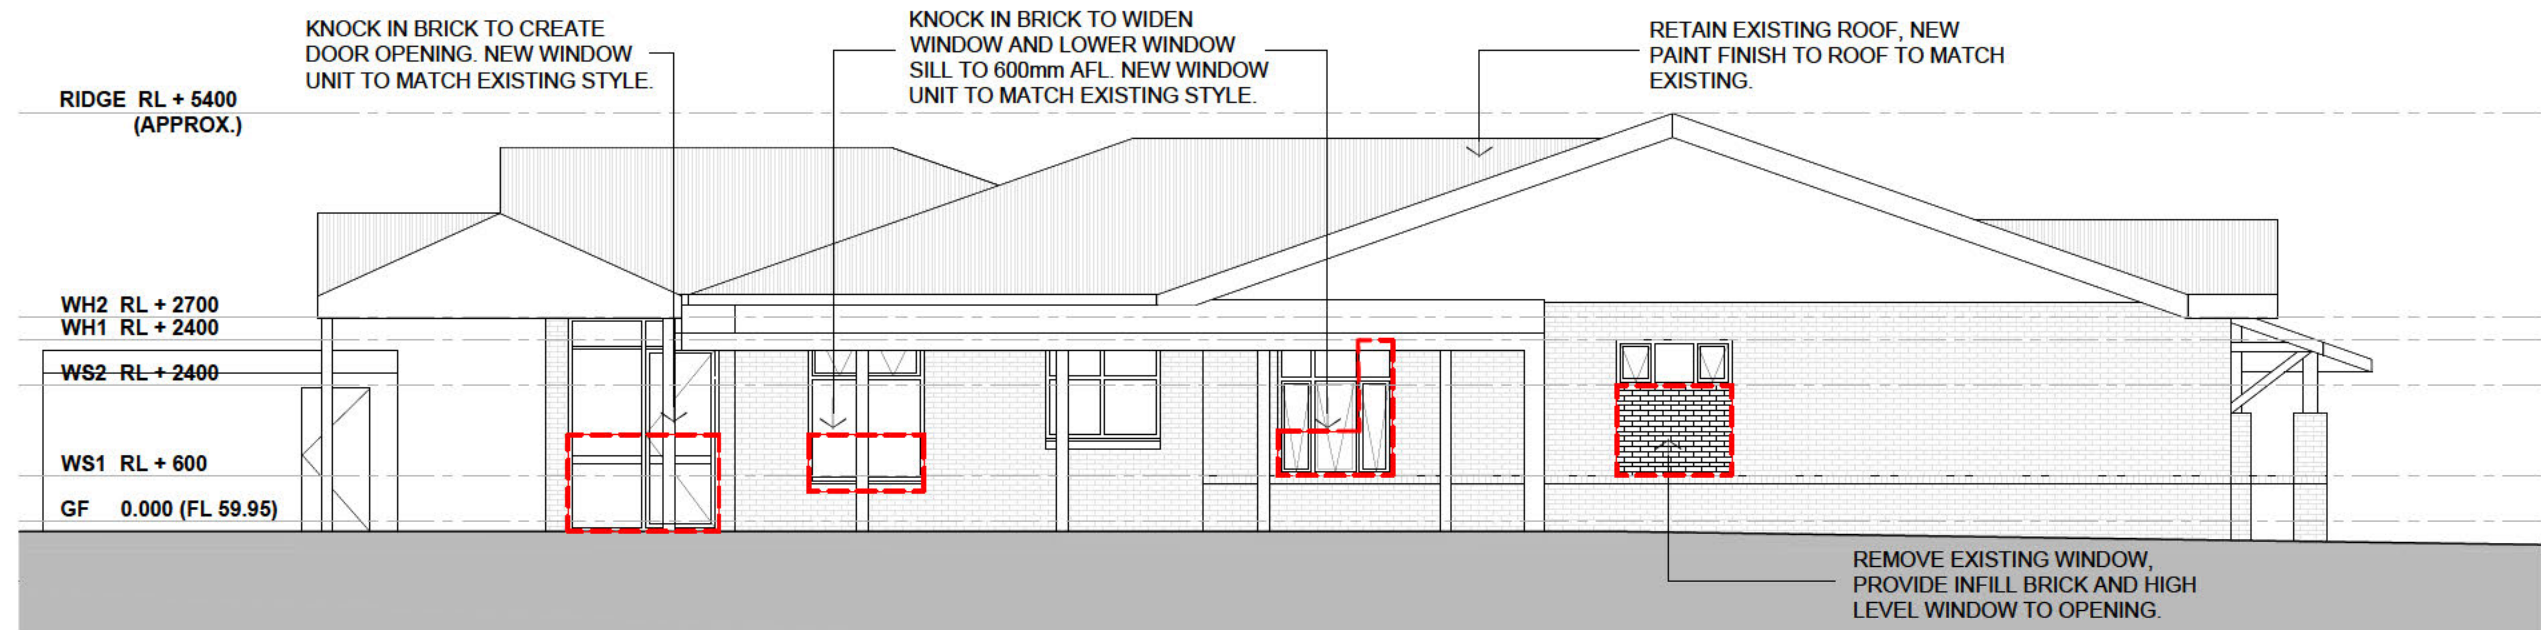 KNOCK IN BRICK TO CREATE
DOOR OPENING. NEW WINDOW
UNIT TO MATCH EXISTING STYLE.
KNOCK IN BRICK TO WIDEN
WINDOW AND LOWER WINDOW
SILL TO 600mm AFL. NEW WINDOW
UNIT TO MATCH EXISTING STYLE.
RETAIN EXISTING ROOF, NEW
PAINT FINISH TO ROOF TO MATCH
EXISTING.
RIDGE RL + 5400
(APPROX.)
WH2 RL + 2700
WH1 RL + 2400
WS2 RL + 2400
WS1 RL + 600
GF 0.000 (FL 59.95)
REMOVE EXISTING WINDOW,
PROVIDE INFILL BRICK AND HIGH
LEVEL WINDOW TO OPENING.